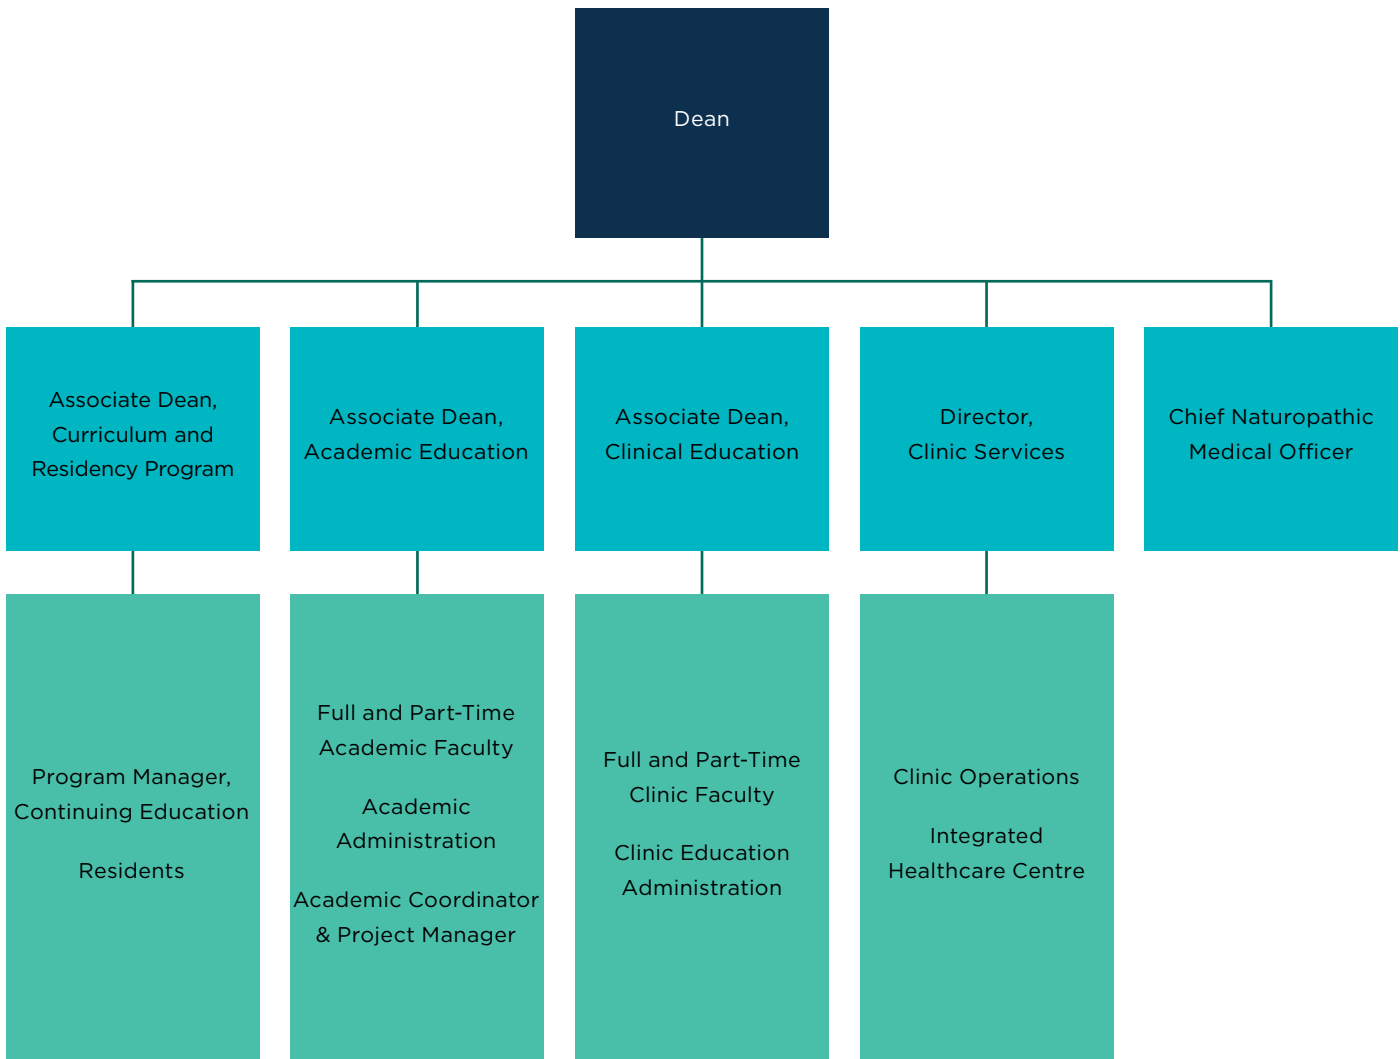 Dean
Associate Dean,
Curriculum and
Residency Program
Associate Dean,
Academic Education
Associate Dean,
Clinical Education
Director,
Clinic Services
Chief Naturopathic
Medical Officer
Program Manager,
Continuing Education
Residents
Full and Part-Time
Academic Faculty
Academic
Administration
Academic Coordinator
& Project Manager
Full and Part-Time
Clinic Faculty
Clinic Education
Administration
Clinic Operations
Integrated
Healthcare Centre